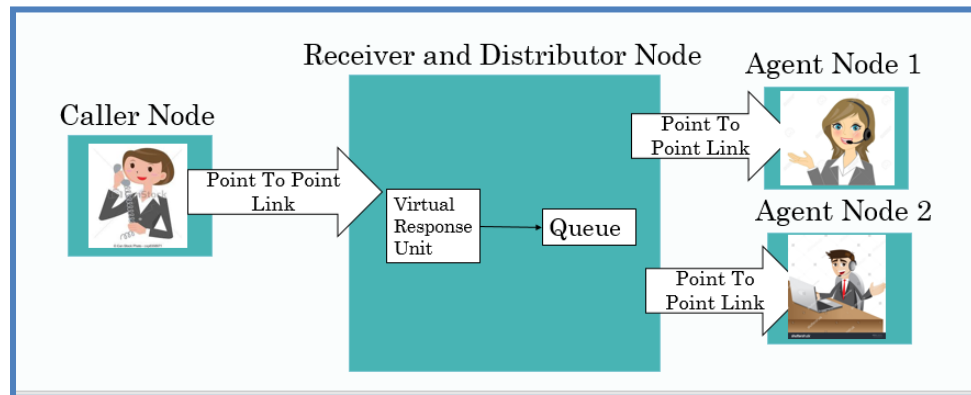 Receiver and Distributor Node
Agent Node 1
Caller Node
Point To
Point Link
Point To Point
Link
Virtual
Response
Unit
Queue
Agent Node 2
Point To
Point Link